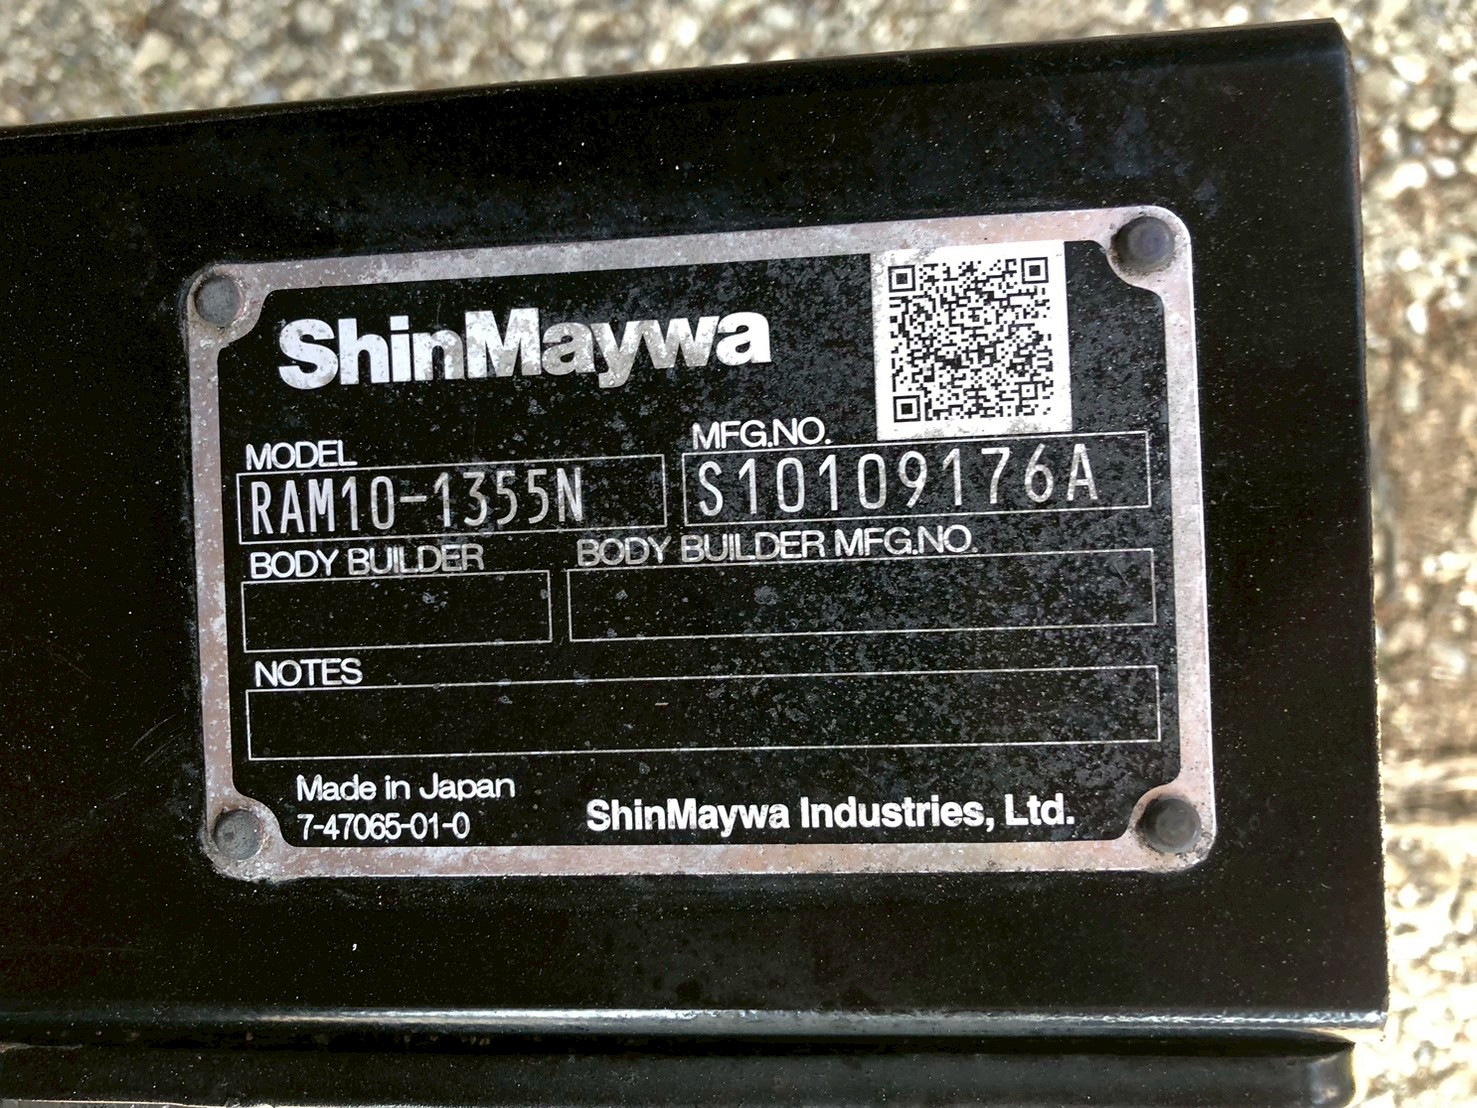 ShinMaywa
MODEL
MFG.NO.
RAM10-1355N
S10109176A
BODY BUILDER
BODY BUILDER MFG.NO.
NOTES
Made in Japan
7-47065-01-0
ShinMaywa Industries, Ltd.